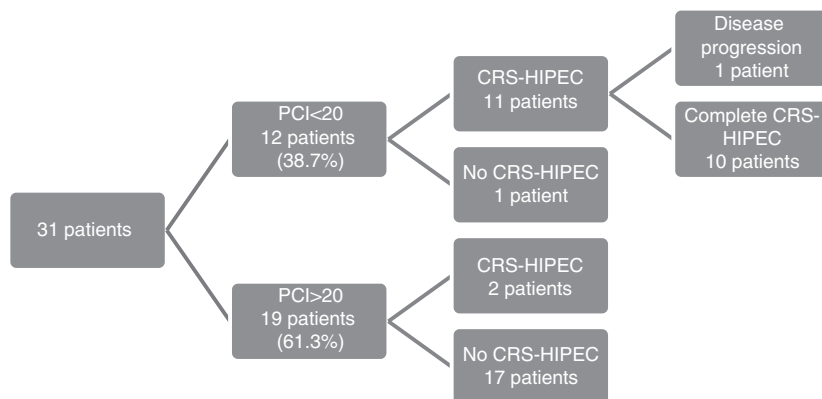 31 patients
PCI<20
12 patients
(38.7%)
PCI>20
19 patients
(61.3%)
CRS-HIPEC
11 patients
No CRS-HIPEC
1 patient
CRS-HIPEC
2 patients
No CRS-HIPEC
17 patients
Disease
progression
1 patient
Complete CRS-
HIPEC
10 patients